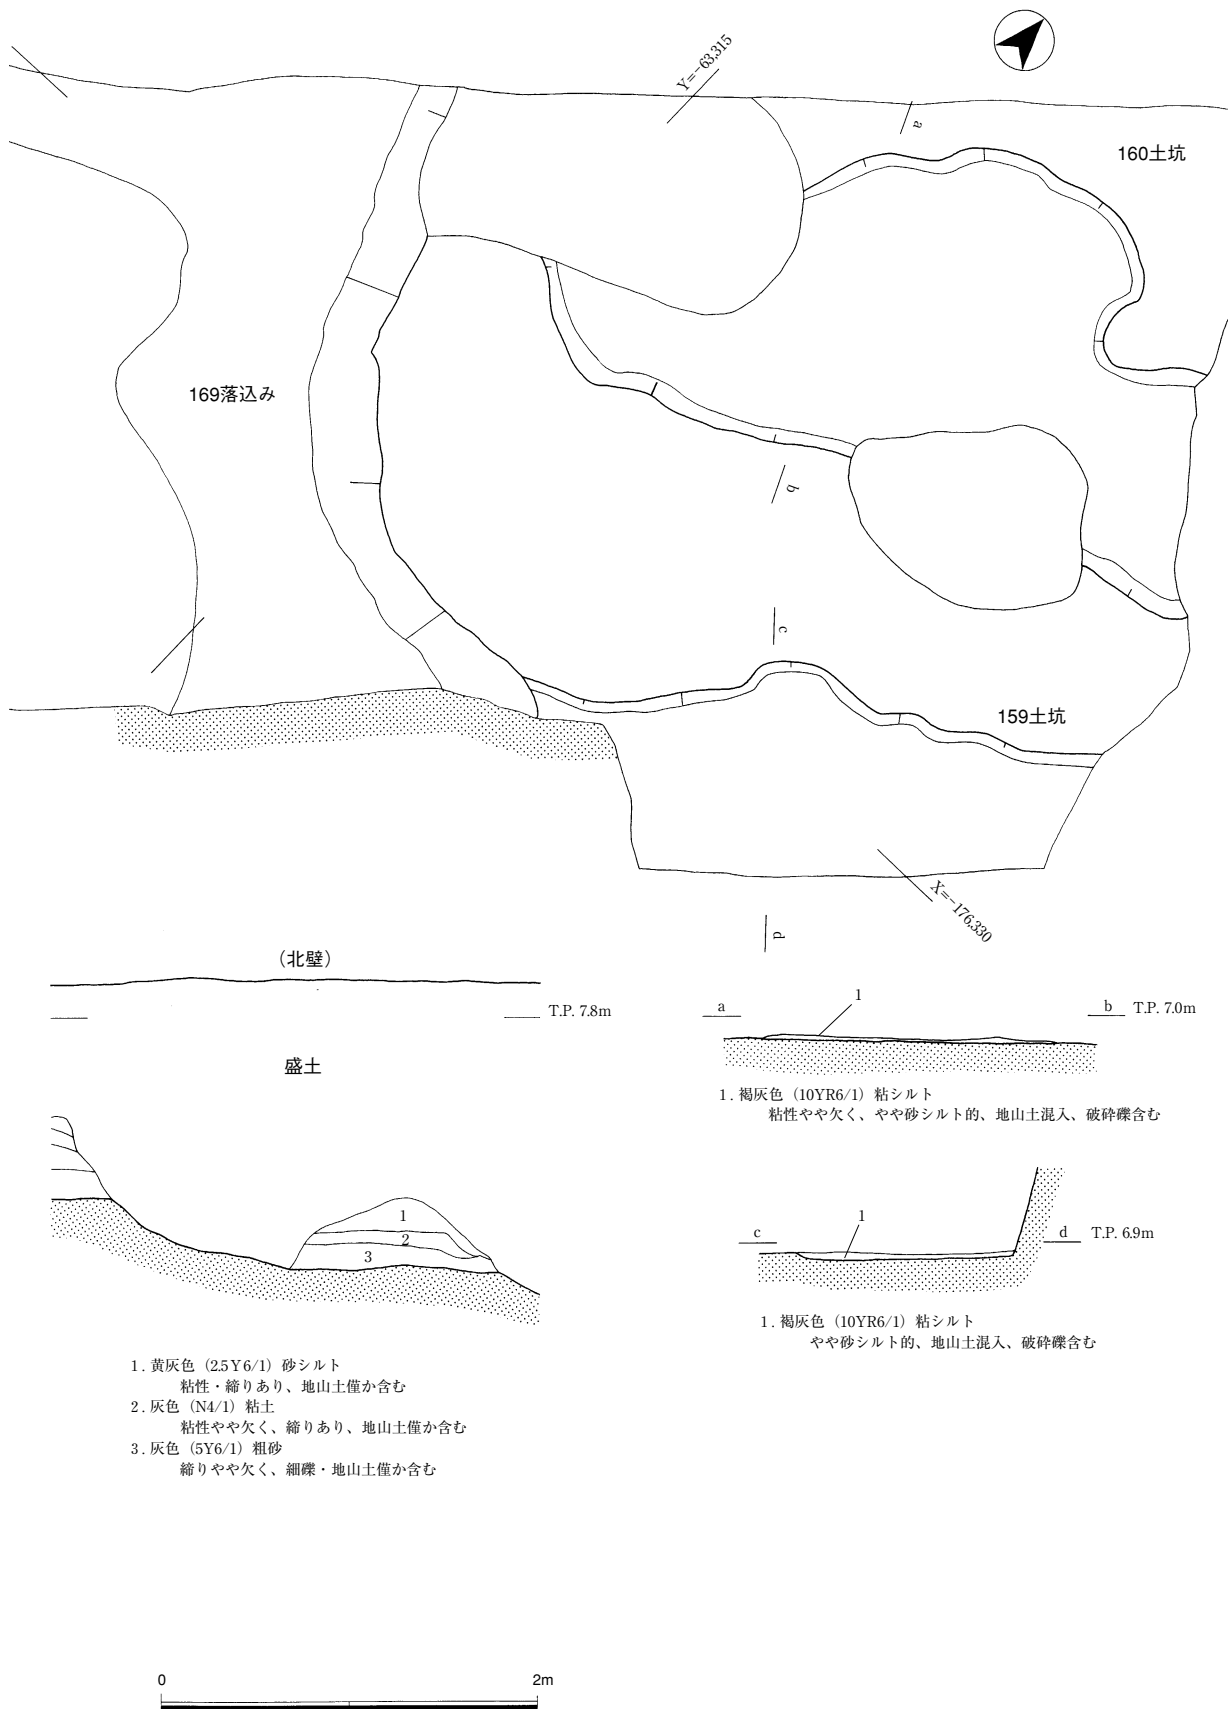 Y=-63,315
a
160土坑
169落込み
b
c
159土坑
X=-176,330
d
（北壁）
T.P. 7.8m
盛土
1
2
3
1. 黄灰色（2.5Y6/1）砂シルト
粘性・締りあり、地山土僅か含む
2. 灰色（N4/1）粘土
粘性やや欠く、締りあり、地山土僅か含む
3. 灰色（5Y6/1）粗砂
締りやや欠く、細礫・地山土僅か含む
a
1
b
T.P. 7.0m
1. 褐灰色（10YR6/1）粘シルト
粘性やや欠く、やや砂シルト的、地山土混入、破砕礫含む
c
1
d
T.P. 6.9m
1. 褐灰色（10YR6/1）粘シルト
やや砂シルト的、地山土混入、破砕礫含む
0
2m